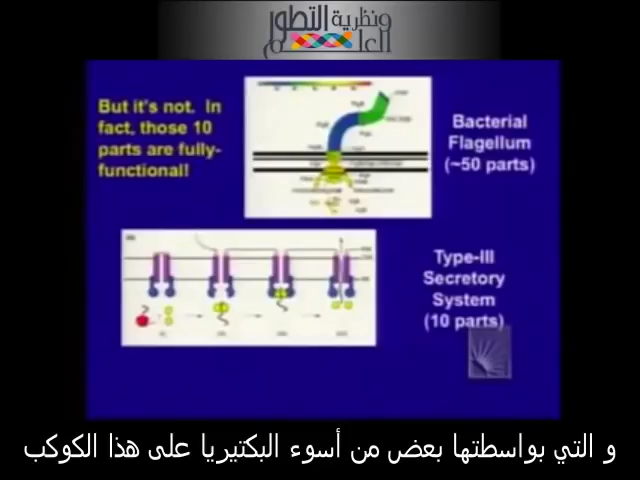 ونظرية التطور
العلم
But it's not. In
fact, those 10
parts are fully-
functional!
Bacterial
Flagellum
(~50 parts)
Type-III
Secretory
System
(10 parts)
و التي بواسطتها بعض من أسوء البكتيريا على هذا الكوكب